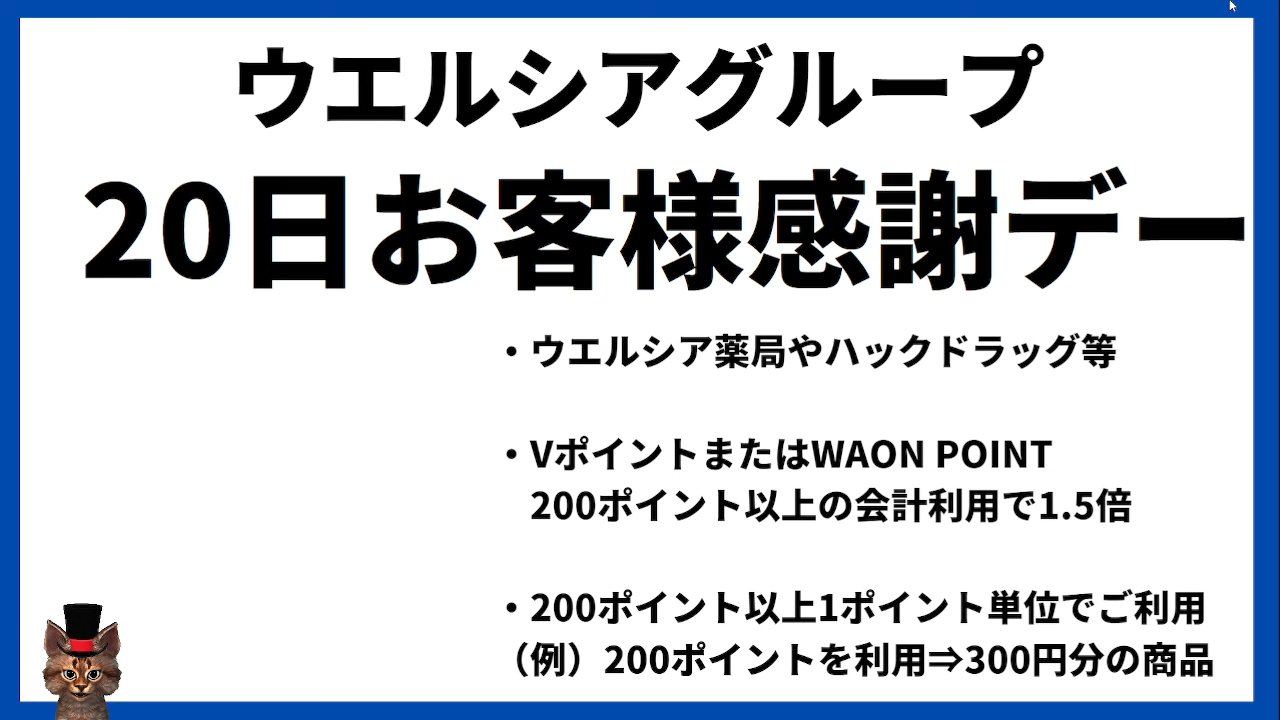 ウエルシアグループ
20日お客様感謝デー
・ウエルシア薬局やハックドラッグ等
・VポイントまたはWAON POINT
200ポイント以上の会計利用で1.5倍
・200ポイント以上1ポイント単位でご利用
（例）200ポイントを利用⇒300円分の商品